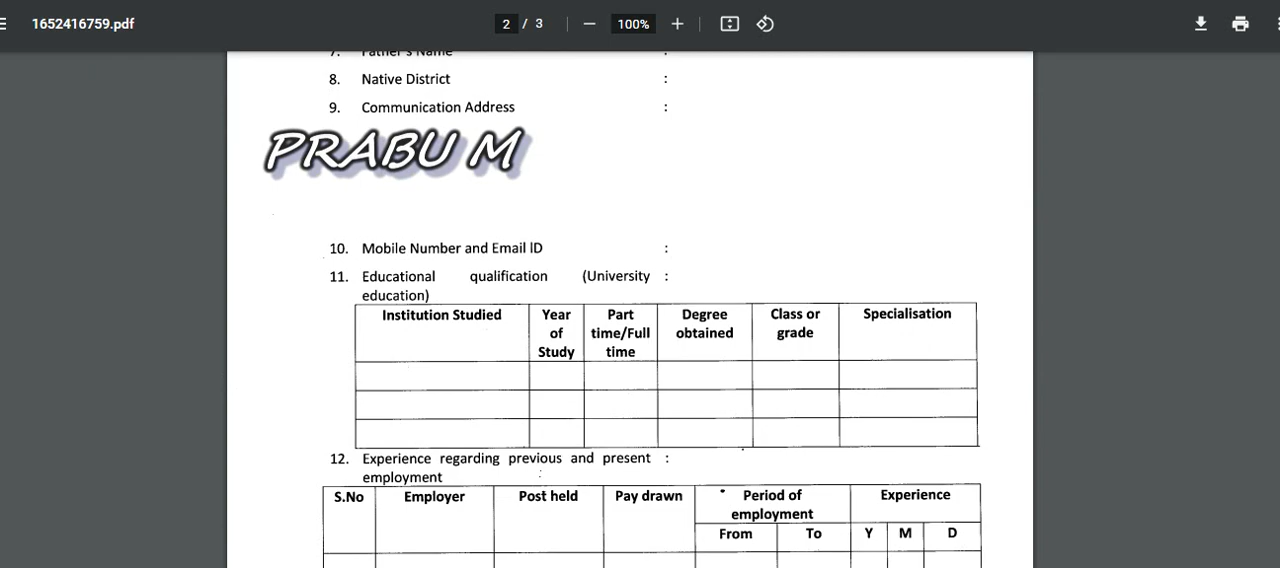 1652416759.pdf
2 / 3
100%
7. Father's Name :
8. Native District :
9. Communication Address :
PRABU M
10. Mobile Number and Email ID :
11. Educational qualification (University :
education)
Institution Studied
Year of Study
Part time/Full time
Degree obtained
Class or grade
Specialisation
12. Experience regarding previous and present :
employment
S.No
Employer
Post held
Pay drawn
Period of employment
Experience
From
To
Y
M
D